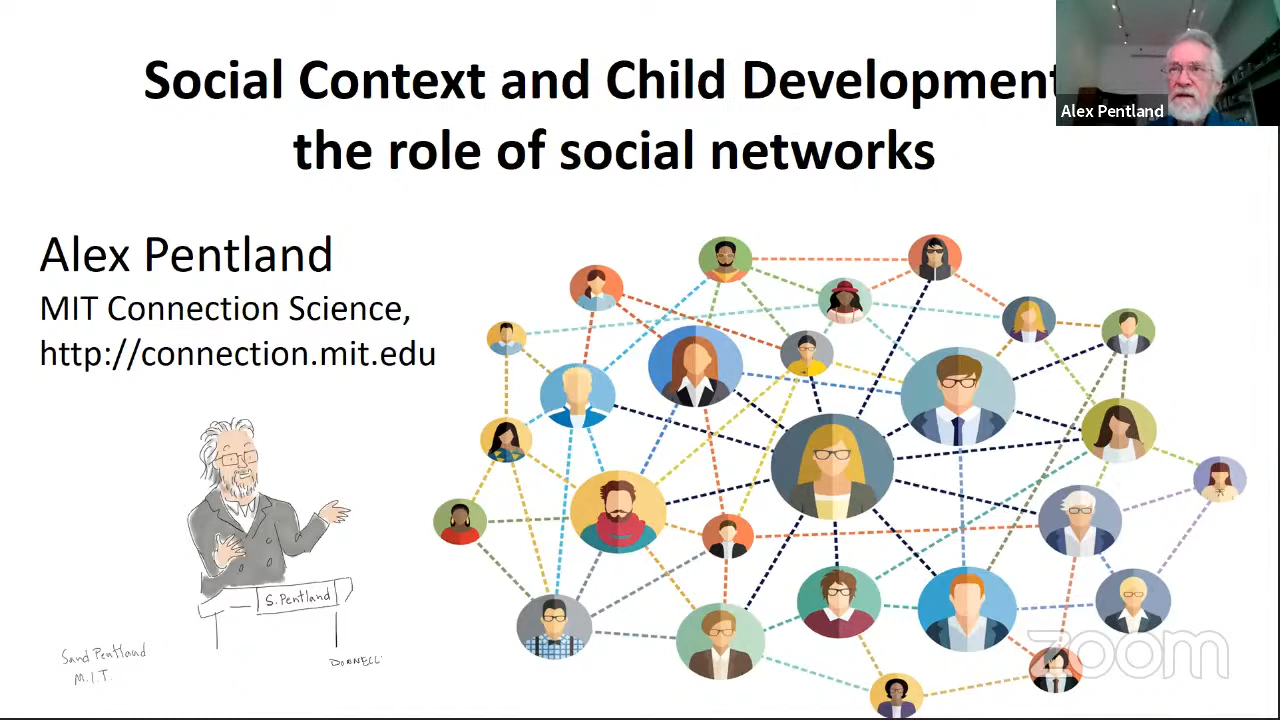 Social Context and Child Development
the role of social networks
Alex Pentland
Alex Pentland
MIT Connection Science,
http://connection.mit.edu
S. Pentland
Sand Pentland
M.I.T.
zoom